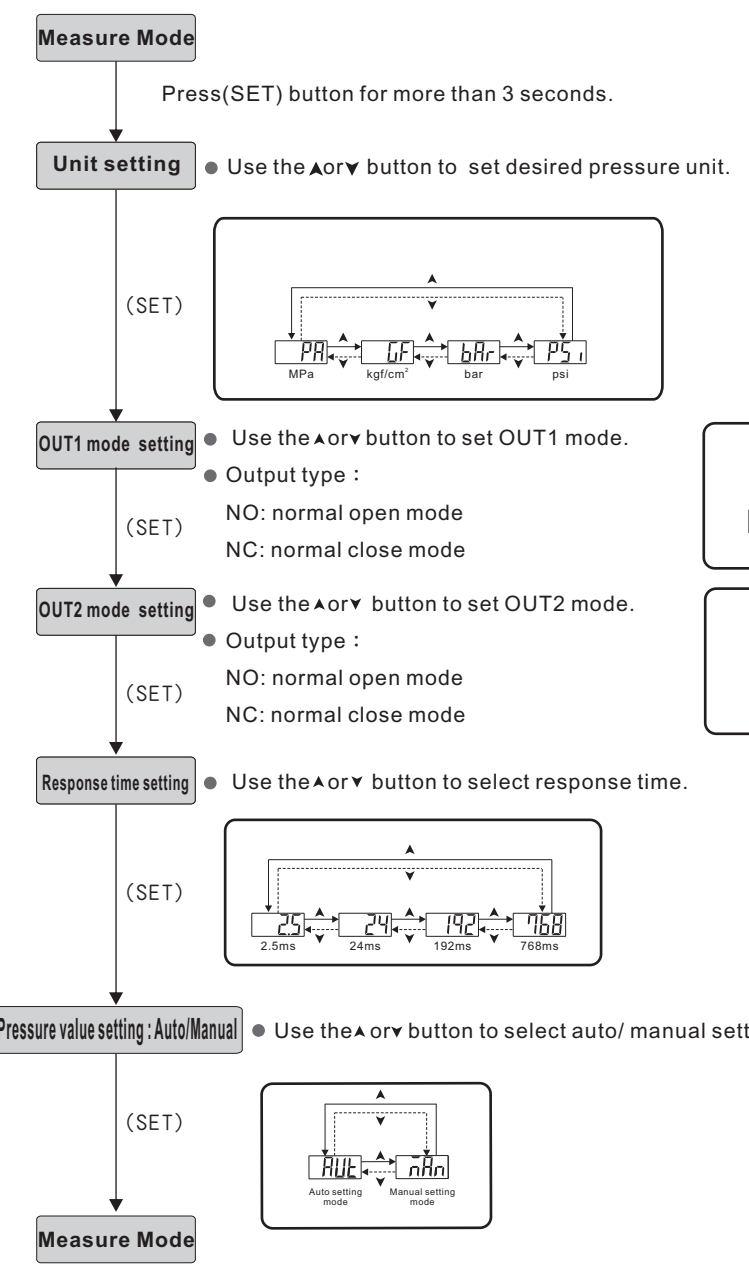 Measure Mode
Press(SET) button for more than 3 seconds.
Unit setting
Use the ▲or▼ button to set desired pressure unit.
(SET)
PA GF bAr PSi
MPa kgf/cm² bar psi
OUT1 mode setting
Use the ▲or▼ button to set OUT1 mode.
Output type：
NO: normal open mode
NC: normal close mode
(SET)
OUT2 mode setting
Use the ▲or▼ button to set OUT2 mode.
Output type：
NO: normal open mode
NC: normal close mode
(SET)
Response time setting
Use the ▲or▼ button to select response time.
(SET)
2.5 24 192 768
2.5ms 24ms 192ms 768ms
Pressure value setting : Auto/Manual
Use the▲ or▼ button to select auto/ manual sett
(SET)
AUt mAn
Auto setting mode Manual setting mode
Measure Mode